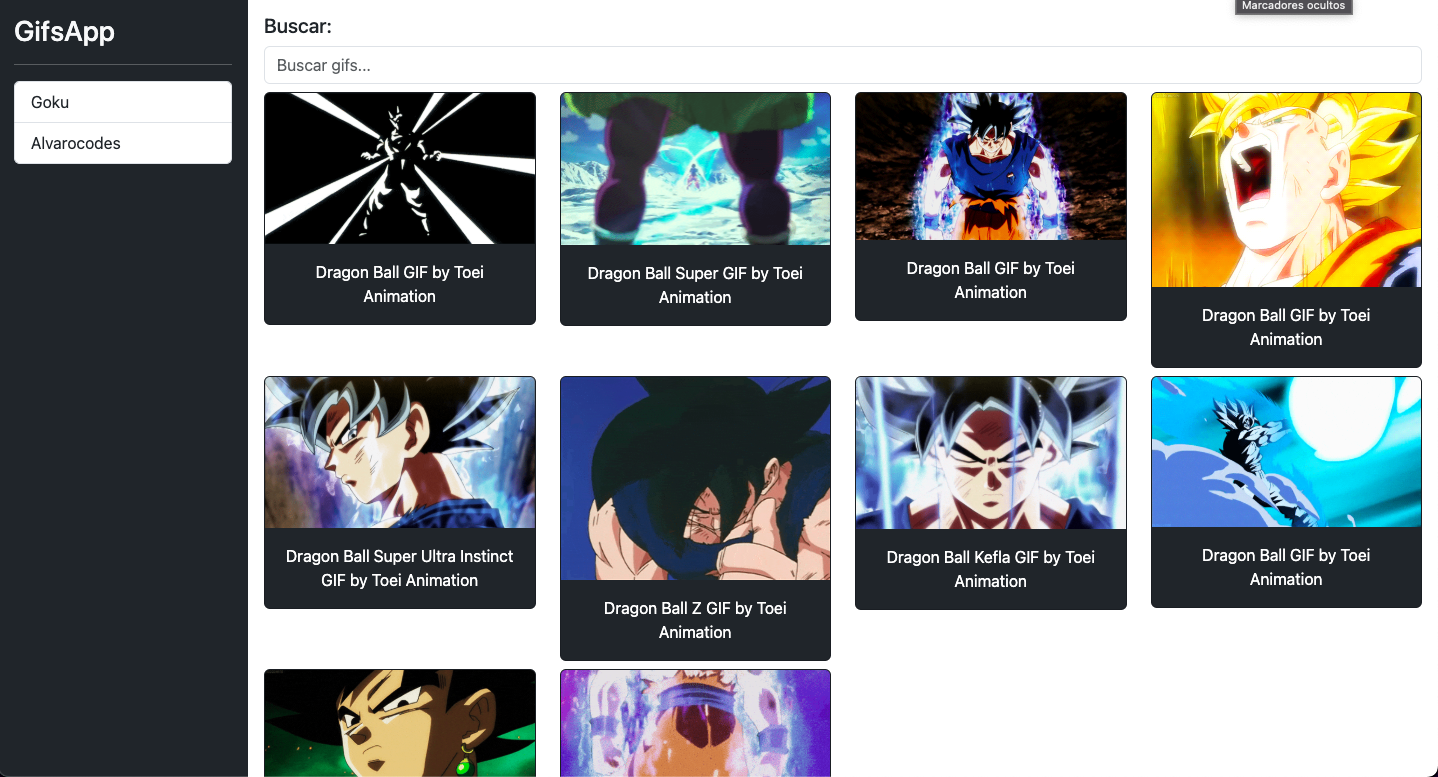 Marcadores ocultos
GifsApp
Goku
Alvarocodes
Buscar:
Buscar gifs...
Dragon Ball GIF by Toei
Animation
Dragon Ball Super GIF by Toei
Animation
Dragon Ball GIF by Toei
Animation
Dragon Ball GIF by Toei
Animation
Dragon Ball Super Ultra Instinct
GIF by Toei Animation
Dragon Ball Z GIF by Toei
Animation
Dragon Ball Kefla GIF by Toei
Animation
Dragon Ball GIF by Toei
Animation